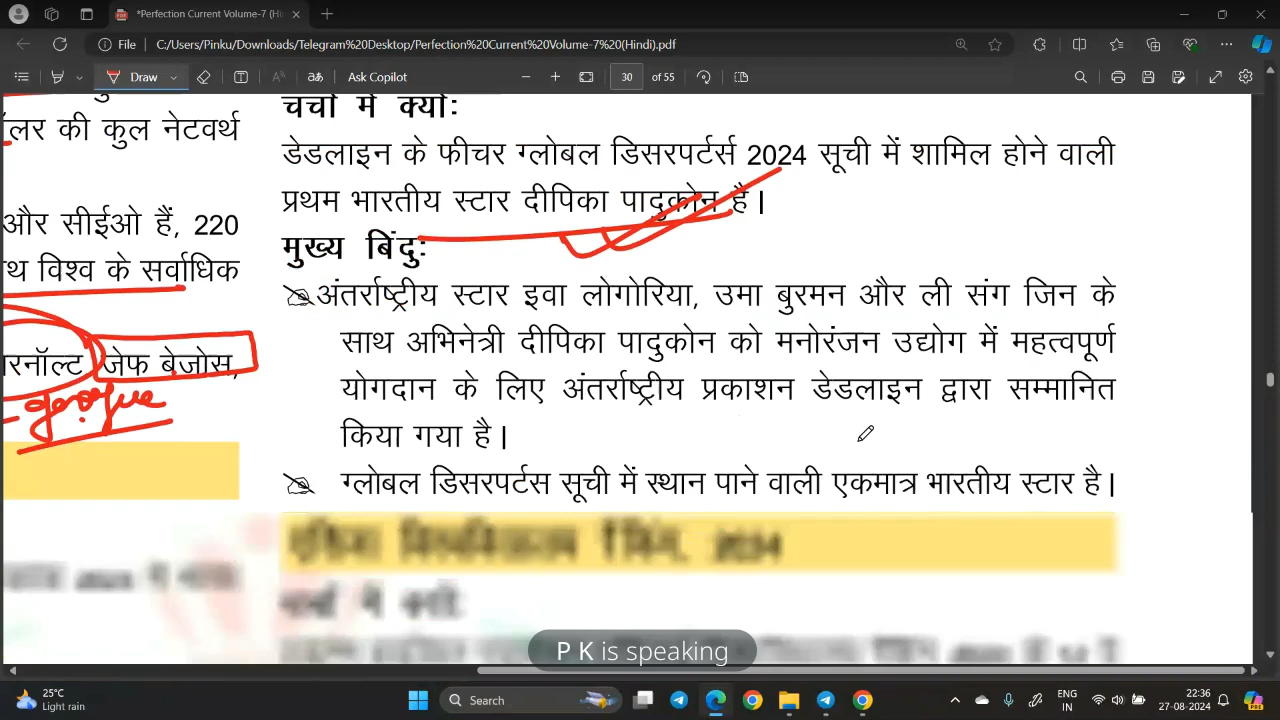 *Perfection Current Volume-7 (Hi
File C:/Users/Pinku/Downloads/Telegram%20Desktop/Perfection%20Current%20Volume-7%20(Hindi).pdf
Draw Ask Copilot 30 of 55
लर की कुल नेटवर्थ
और सीईओ हैं, 220
थ विश्व के सर्वाधिक
रनॉल्ट जेफ बेजोस,
चर्चा में क्यों:
डेडलाइन के फीचर ग्लोबल डिसरपर्टर्स 2024 सूची में शामिल होने वाली
प्रथम भारतीय स्टार दीपिका पादुकोन है।
मुख्य बिंदु:
अंतर्राष्ट्रीय स्टार इवा लोगोरिया, उमा बुरमन और ली संग जिन के
साथ अभिनेत्री दीपिका पादुकोन को मनोरंजन उद्योग में महत्वपूर्ण
योगदान के लिए अंतर्राष्ट्रीय प्रकाशन डेडलाइन द्वारा सम्मानित
किया गया है।
ग्लोबल डिसरपर्टस सूची में स्थान पाने वाली एकमात्र भारतीय स्टार है।
P K is speaking
25°C
Light rain
Search
ENG
IN
22:36
27-08-2024